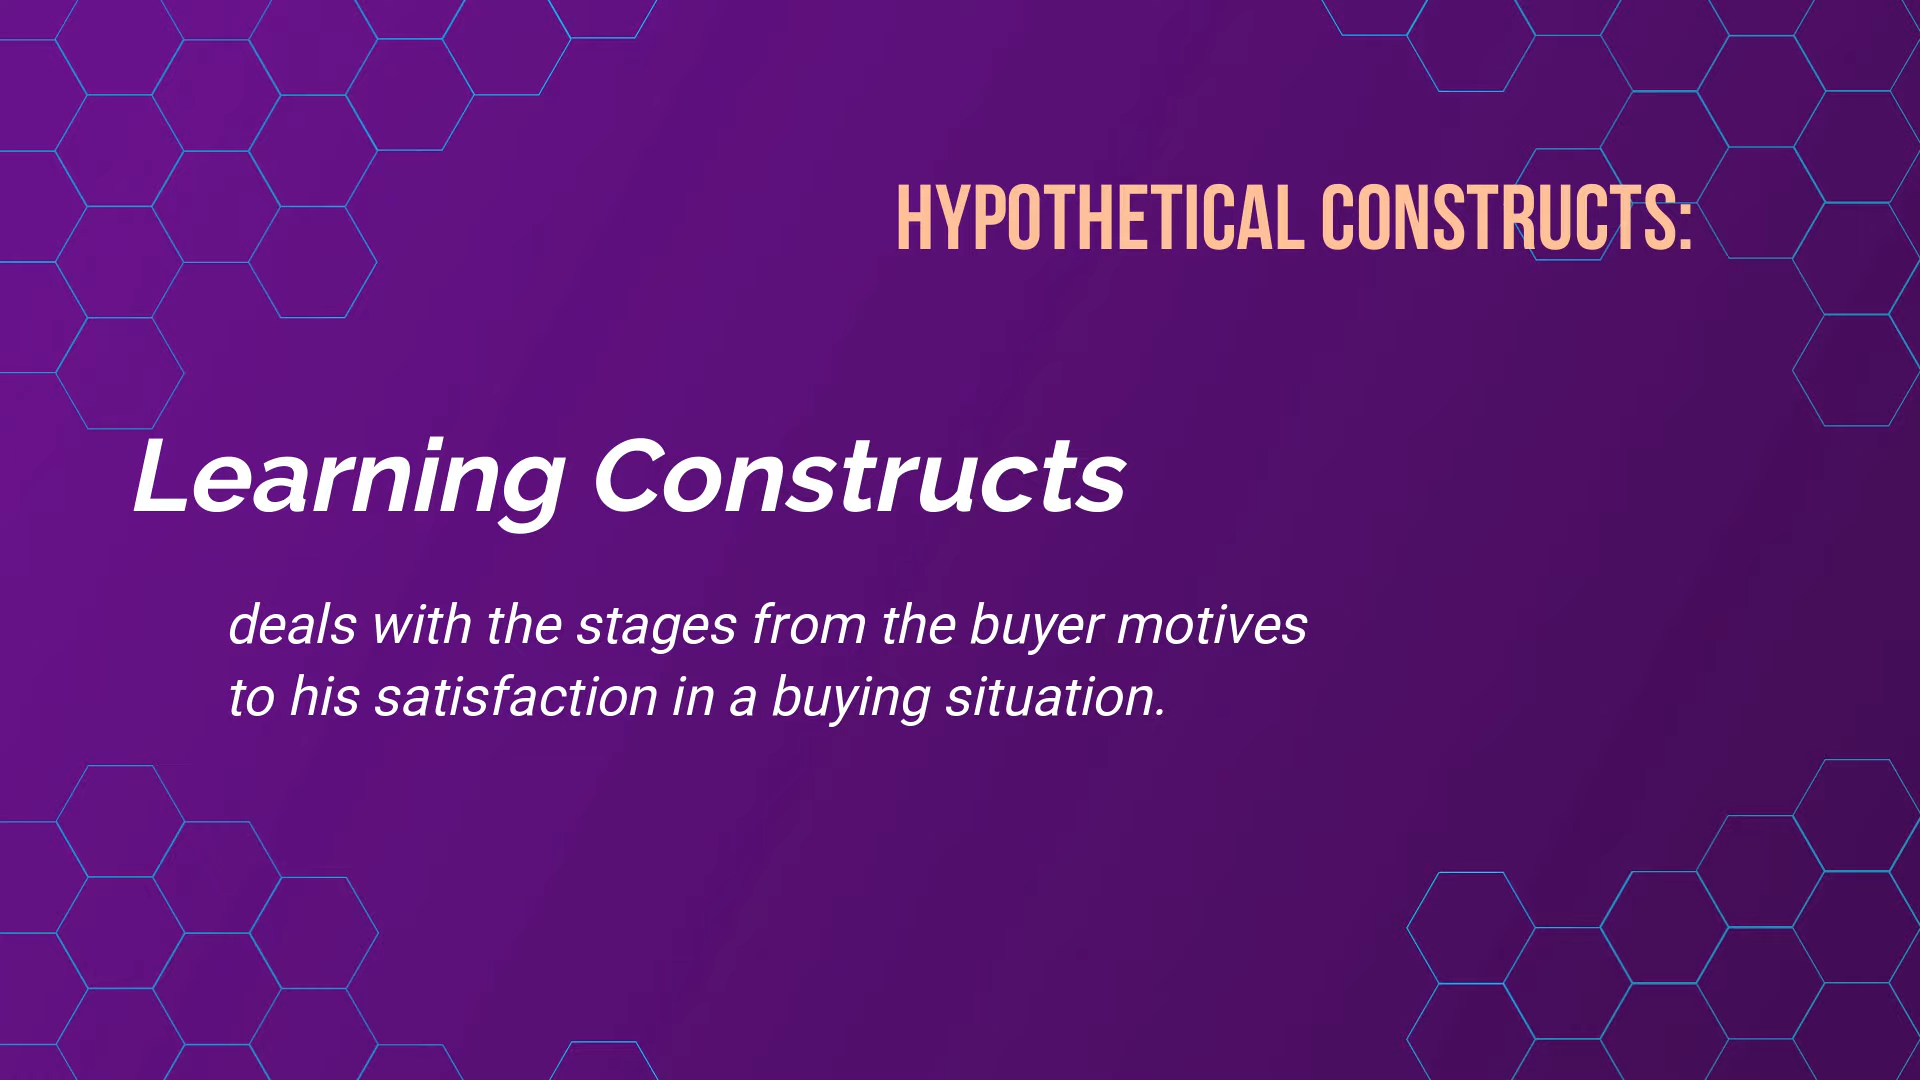 HYPOTHETICAL CONSTRUCTS:
Learning Constructs
deals with the stages from the buyer motives
to his satisfaction in a buying situation.